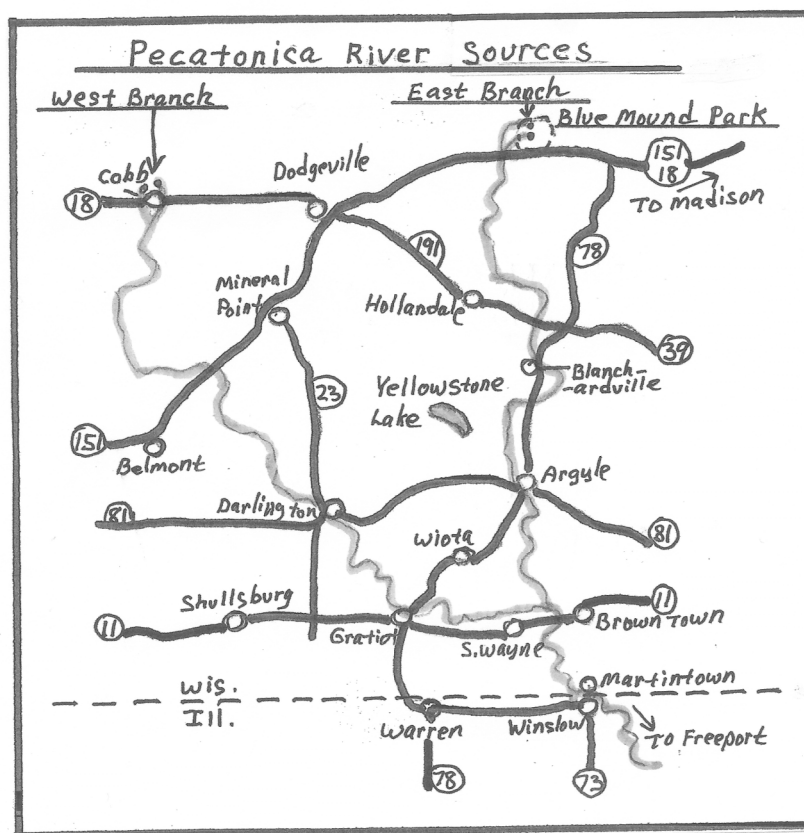 Pecatonica River Sources
West Branch
East Branch
Blue Mound Park
Cobb
Dodgeville
151
18
18
To Madison
191
78
Mineral
Point
Hollandale
39
23
Yellowstone
Lake
Blanch-
-ardville
151
Belmont
Argyle
81
Darlington
Wiota
81
Shullsburg
11
11
Gratiot
S. Wayne
Brown Town
Martintown
Wis.
Ill.
Warren
Winslow
To Freeport
78
73